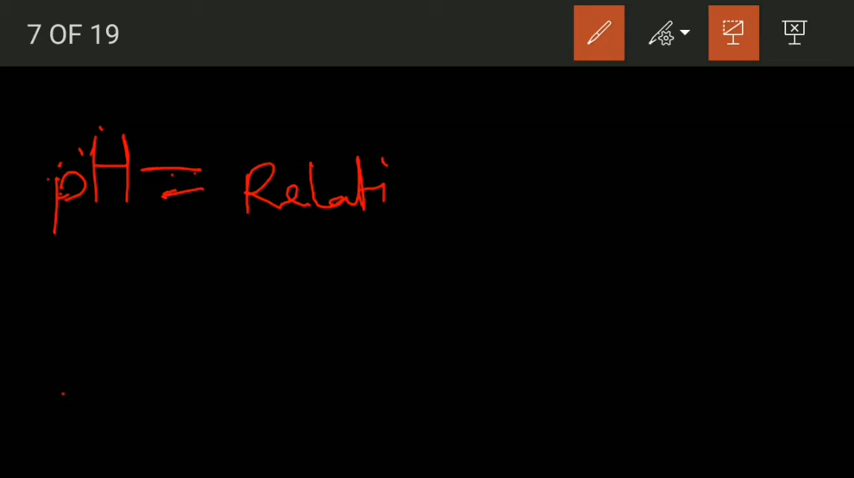 7 OF 19
pH = Relati